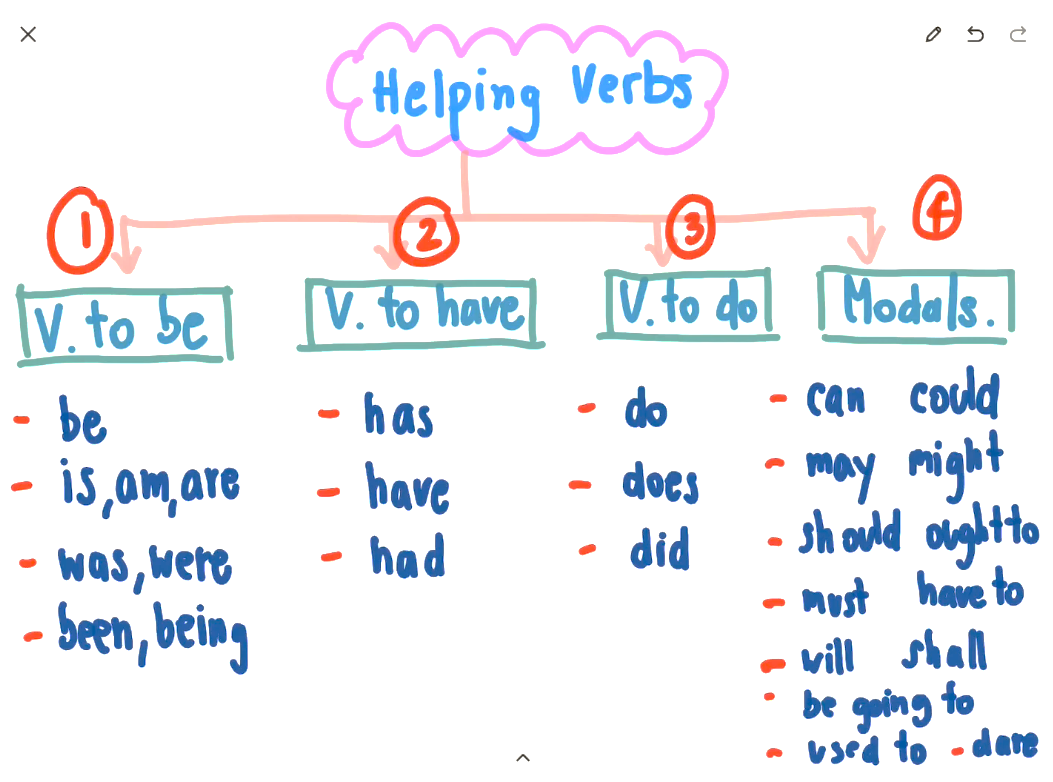 Helping Verbs
1 2 3 4
V. to be V. to have V. to do Modals.
- be
- is, am, are
- was, were
- been, being
- has
- have
- had
- do
- does
- did
- can could
- may might
- should ought to
- must have to
- will shall
- be going to
- used to - dare